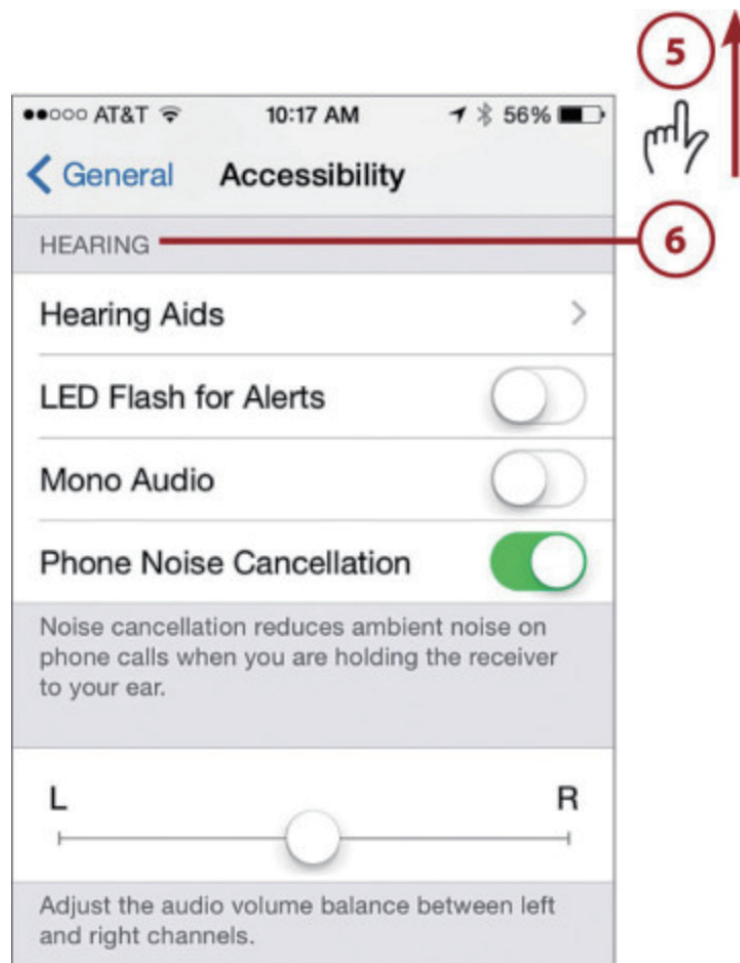 5
AT&T 10:17 AM 56%
General Accessibility
HEARING
6
Hearing Aids
LED Flash for Alerts
Mono Audio
Phone Noise Cancellation
Noise cancellation reduces ambient noise on
phone calls when you are holding the receiver
to your ear.
L R
Adjust the audio volume balance between left
and right channels.